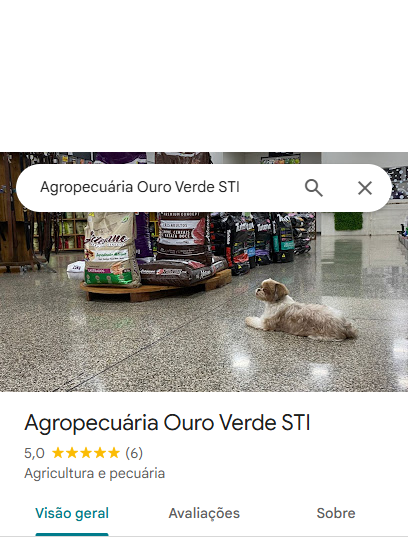 Agropecuária Ouro Verde STI
Agropecuária Ouro Verde STI
5,0 ★★★★★ (6)
Agricultura e pecuária
Visão geral Avaliações Sobre